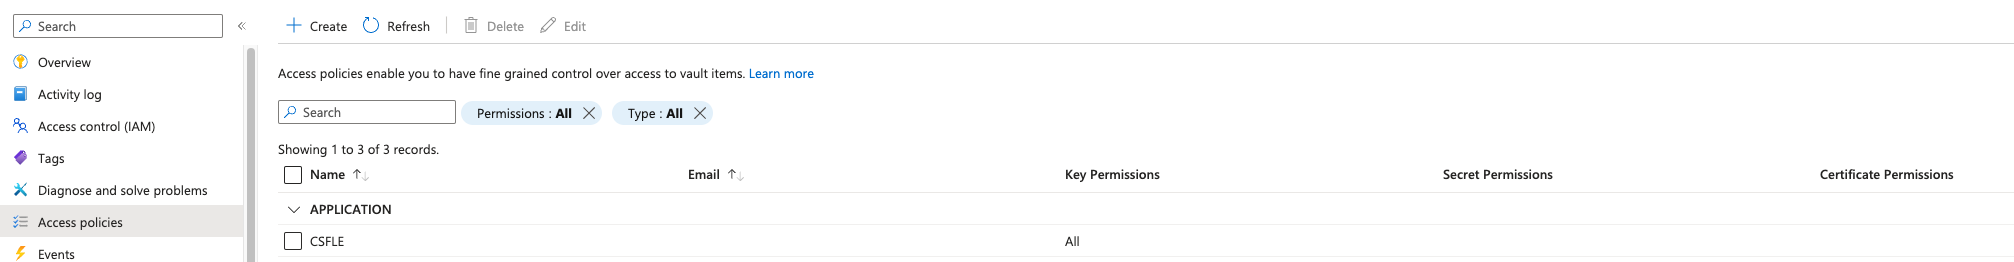 Search
Overview
Activity log
Access control (IAM)
Tags
Diagnose and solve problems
Access policies
Events
Create Refresh Delete Edit
Access policies enable you to have fine grained control over access to vault items. Learn more
Search Permissions : All Type : All
Showing 1 to 3 of 3 records.
Name Email Key Permissions Secret Permissions Certificate Permissions
APPLICATION
CSFLE All